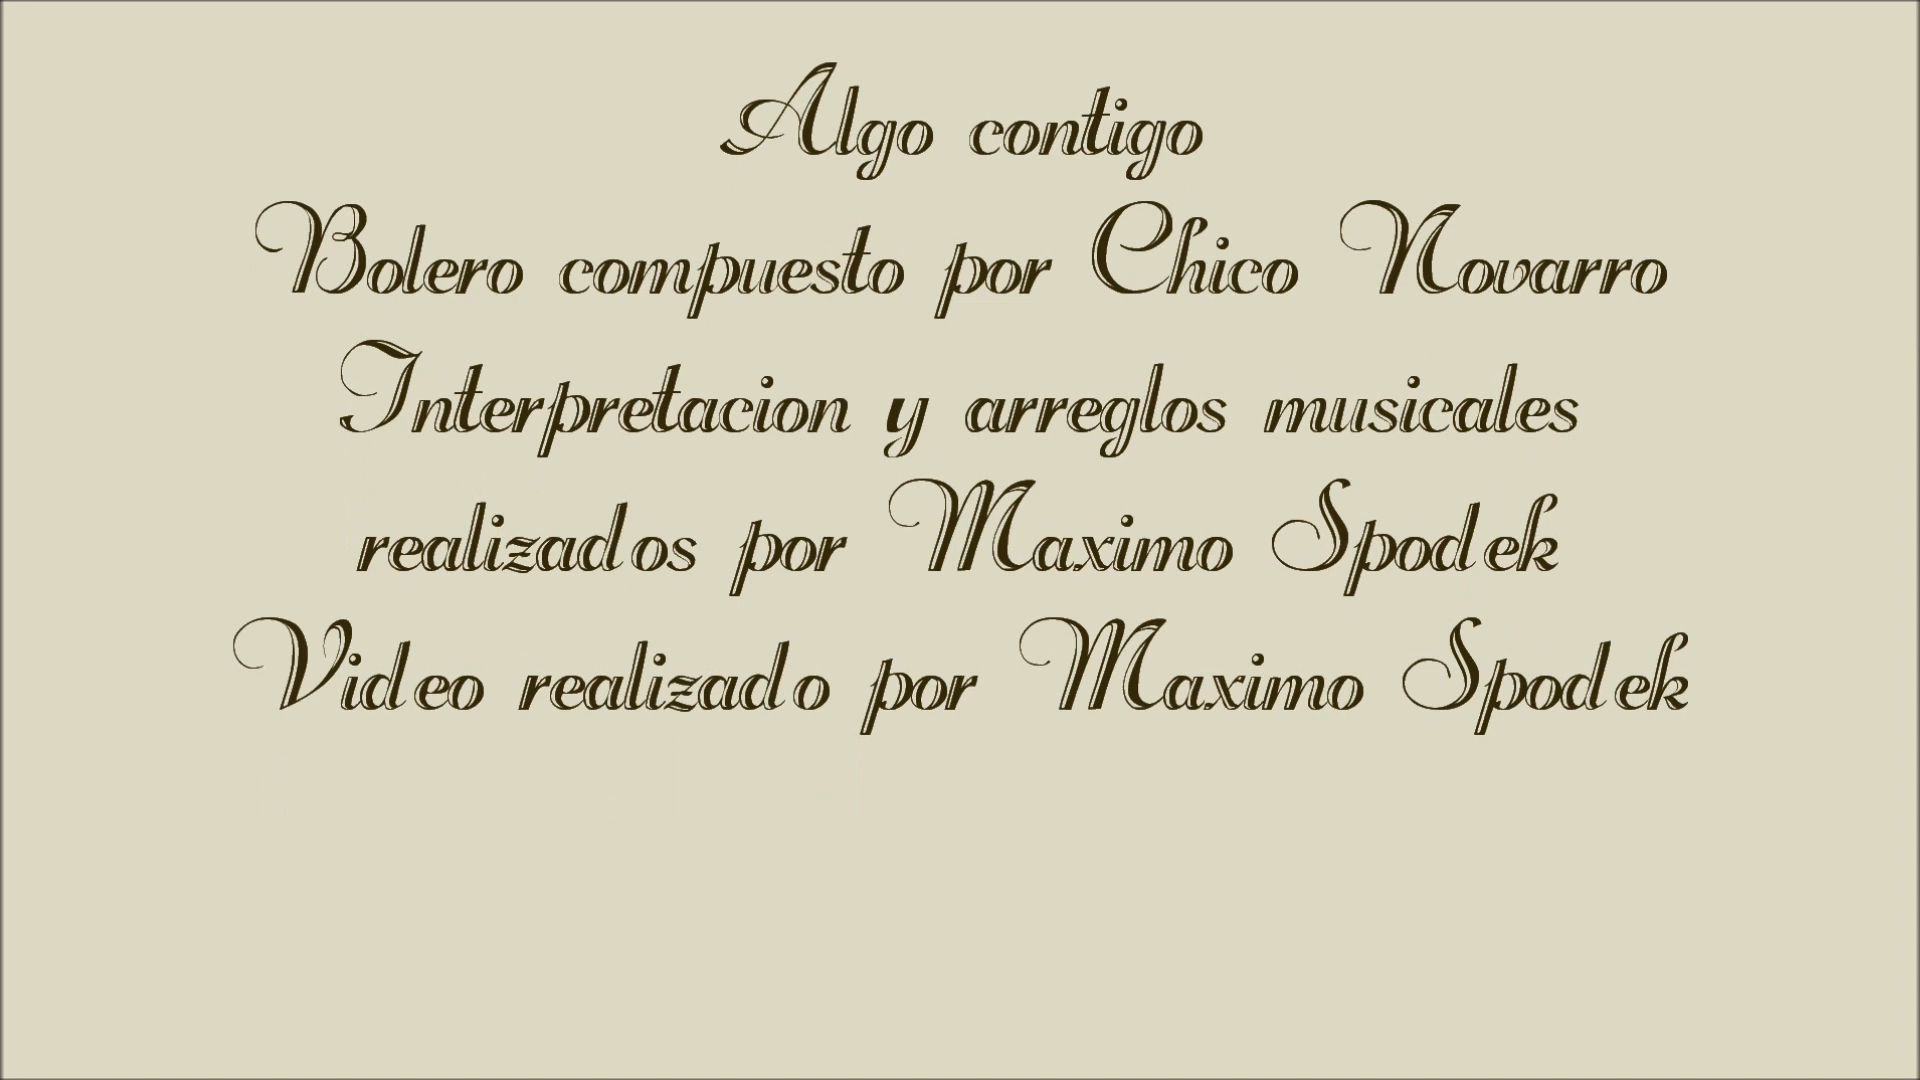 Algo contigo
Bolero compuesto por Chico Novarro
Interpretacion y arreglos musicales
realizados por Maximo Spodek
Video realizado por Maximo Spodek